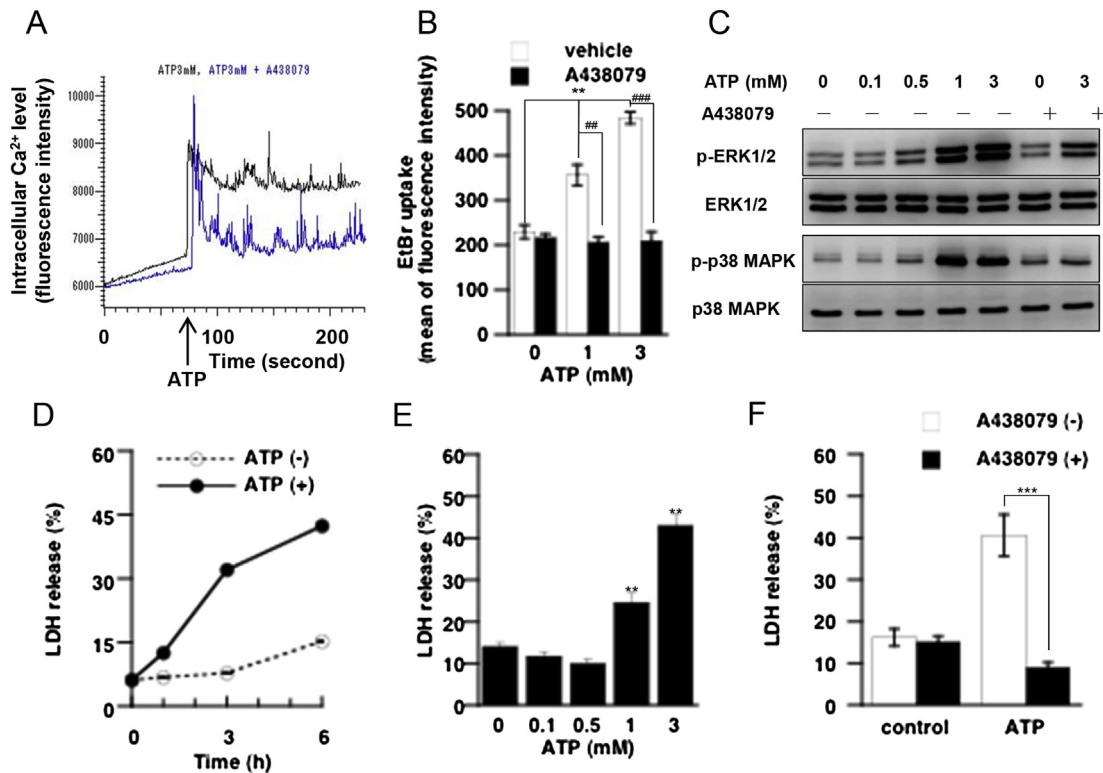 A
ATP3mM, ATP3mM + A438079
Intracellular Ca²⁺ level
(fluorescence intensity)
10000
9000
8000
7000
6000
0
100
200
Time (second)
ATP
B
vehicle
A438079
EtBr uptake
(mean of fluorescence intensity)
500
400
300
200
100
0
**
##
###
0 1 3
ATP (mM)
C
ATP (mM) 0 0.1 0.5 1 3 0 3
A438079 − − − − − + +
p-ERK1/2
ERK1/2
p-p38 MAPK
p38 MAPK
D
ATP (-)
ATP (+)
LDH release (%)
60
45
30
15
0
0 3 6
Time (h)
E
LDH release (%)
60
50
40
30
20
10
0
**
**
0 0.1 0.5 1 3
ATP (mM)
F
A438079 (-)
A438079 (+)
LDH release (%)
60
50
40
30
20
10
0
***
control ATP